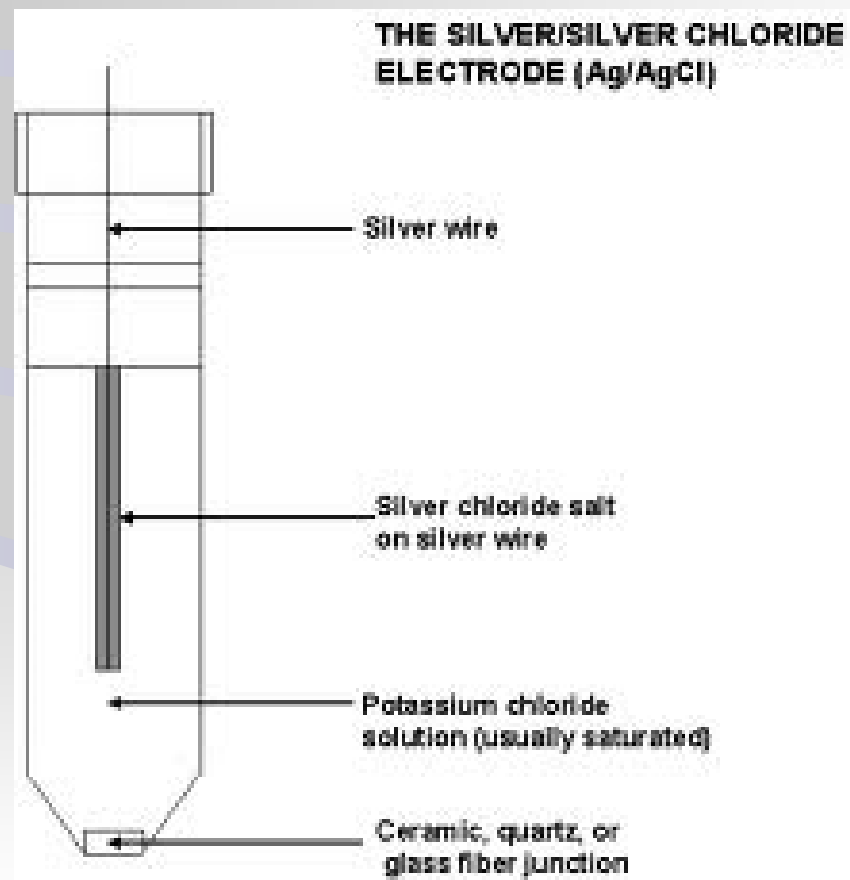 THE SILVER/SILVER CHLORIDE
ELECTRODE (Ag/AgCl)
Silver wire
Silver chloride salt
on silver wire
Potassium chloride
solution (usually saturated)
Ceramic, quartz, or
glass fiber junction